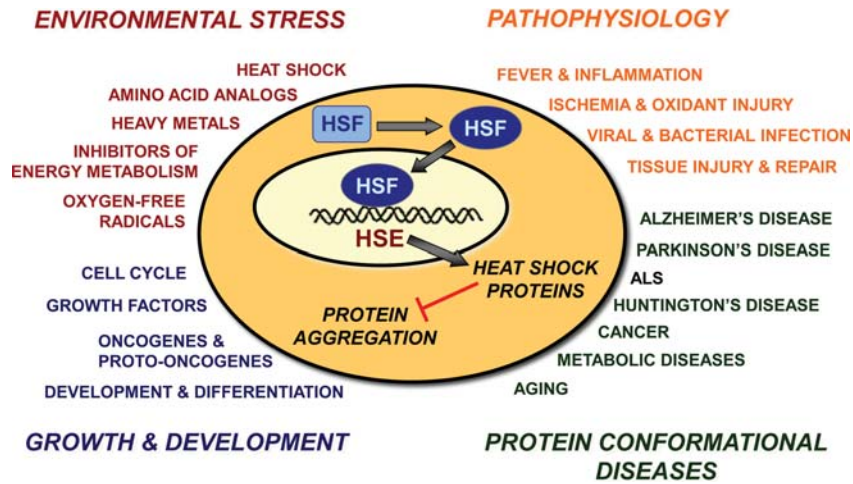 ENVIRONMENTAL STRESS
HEAT SHOCK
AMINO ACID ANALOGS
HEAVY METALS
INHIBITORS OF
ENERGY METABOLISM
OXYGEN-FREE
RADICALS
PATHOPHYSIOLOGY
FEVER & INFLAMMATION
ISCHEMIA & OXIDANT INJURY
VIRAL & BACTERIAL INFECTION
TISSUE INJURY & REPAIR
HSF
HSF
HSF
HSE
HEAT SHOCK
PROTEINS
PROTEIN
AGGREGATION
CELL CYCLE
GROWTH FACTORS
ONCOGENES &
PROTO-ONCOGENES
DEVELOPMENT & DIFFERENTIATION
GROWTH & DEVELOPMENT
ALZHEIMER'S DISEASE
PARKINSON'S DISEASE
ALS
HUNTINGTON'S DISEASE
CANCER
METABOLIC DISEASES
AGING
PROTEIN CONFORMATIONAL
DISEASES